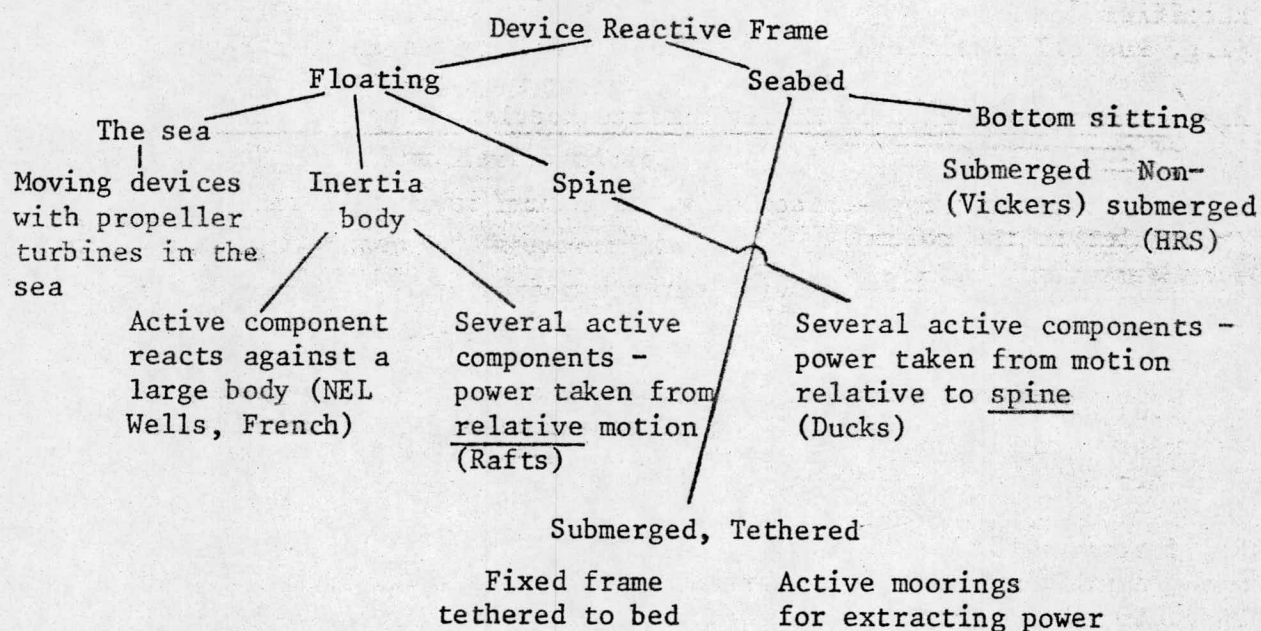 Device Reactive Frame
Floating
Seabed
The sea
Bottom sitting
Moving devices
with propeller
turbines in the
sea
Inertia
body
Spine
Submerged
(Vickers)
Non-
submerged
(HRS)
Active component
reacts against a
large body (NEL
Wells, French)
Several active
components -
power taken from
relative motion
(Rafts)
Several active components -
power taken from motion
relative to spine
(Ducks)
Submerged, Tethered
Fixed frame
tethered to bed
Active moorings
for extracting power